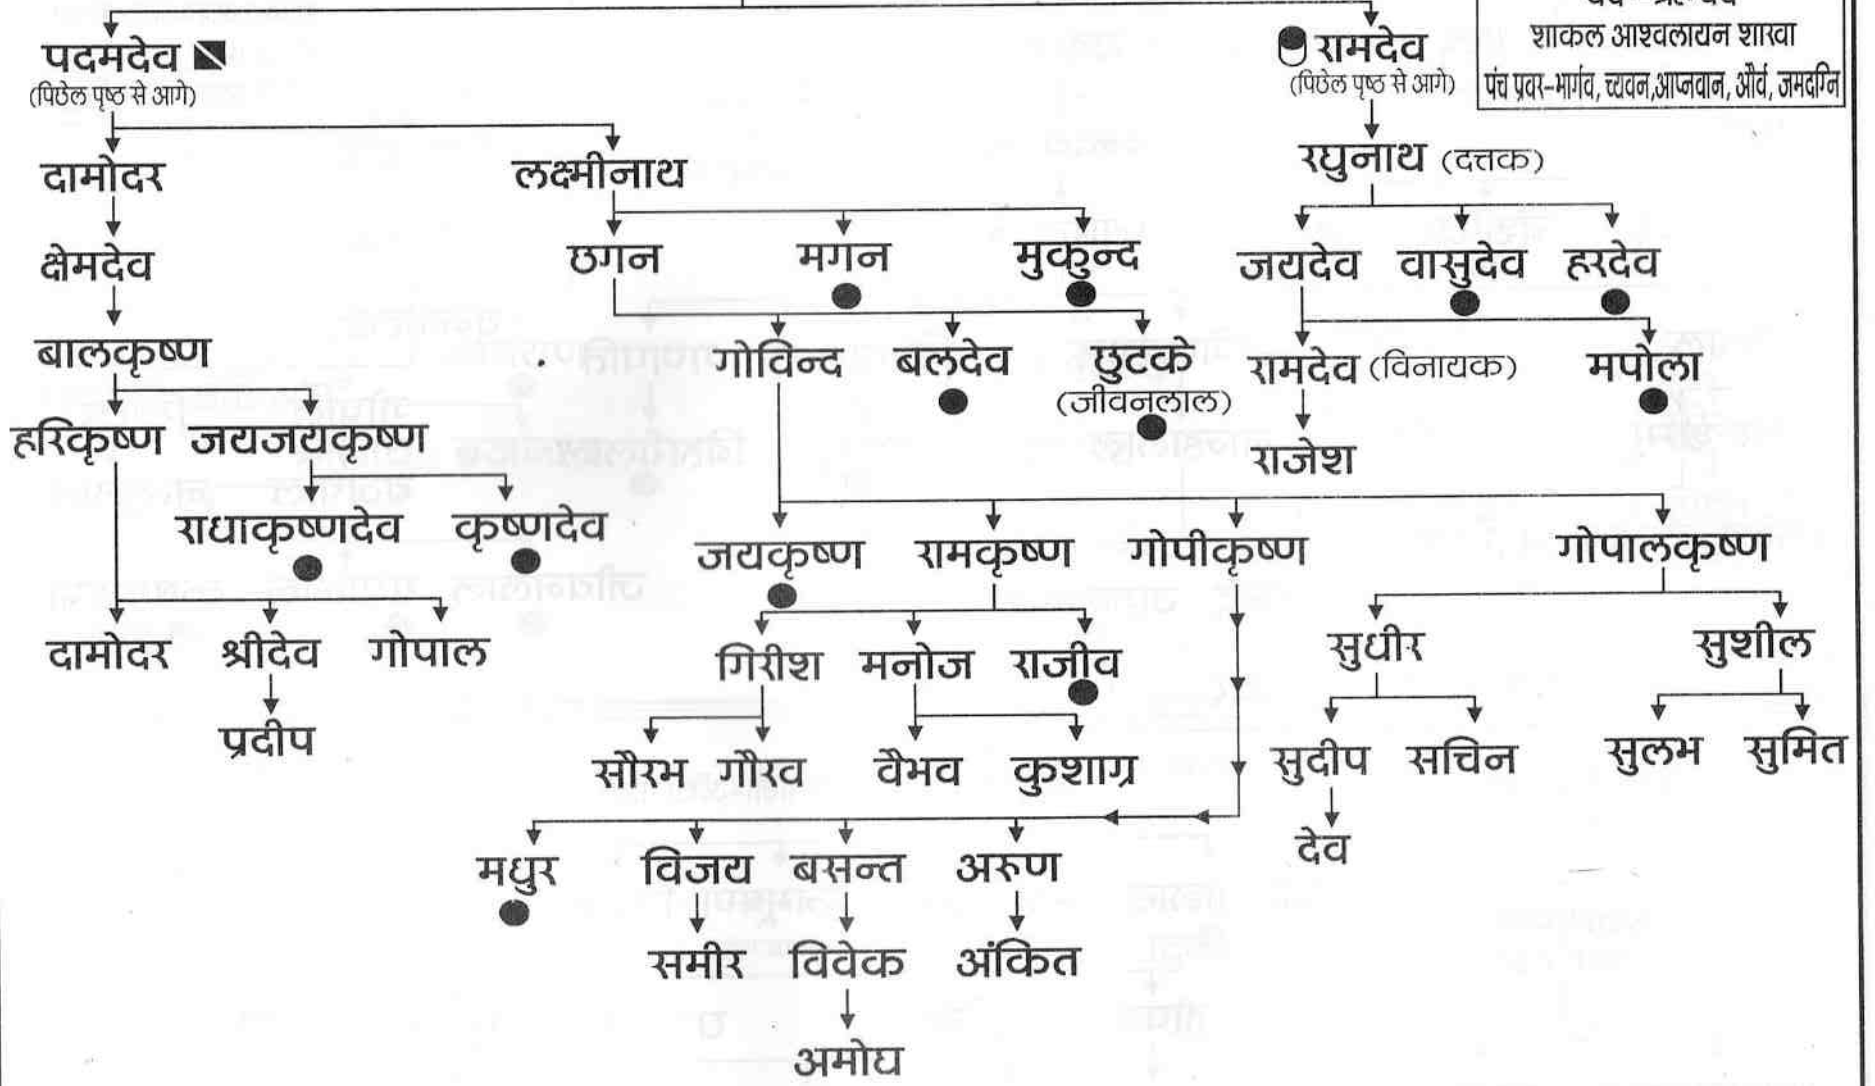 शाकल आश्वलायन शाखा
पंच प्रवर-भार्गव, च्यवन,आप्नवान, और्व, जमदग्नि
पदमदेव रामदेव
(पिछेल पृष्ठ से आगे) (पिछेल पृष्ठ से आगे)
दामोदर लक्ष्मीनाथ रघुनाथ (दत्तक)
क्षेमदेव छगन मगन मुकुन्द जयदेव वासुदेव हरदेव
बालकृष्ण गोविन्द बलदेव छुटके रामदेव (विनायक) मपोला
(जीवनलाल)
हरिकृष्ण जयजयकृष्ण राजेश
राधाकृष्णदेव कृष्णदेव जयकृष्ण रामकृष्ण गोपीकृष्ण गोपालकृष्ण
दामोदर श्रीदेव गोपाल गिरीश मनोज राजीव सुधीर सुशील
प्रदीप सौरभ गौरव वैभव कुशाग्र सुदीप सचिन सुलभ सुमित
मधुर विजय बसन्त अरुण देव
समीर विवेक अंकित
अमोघ